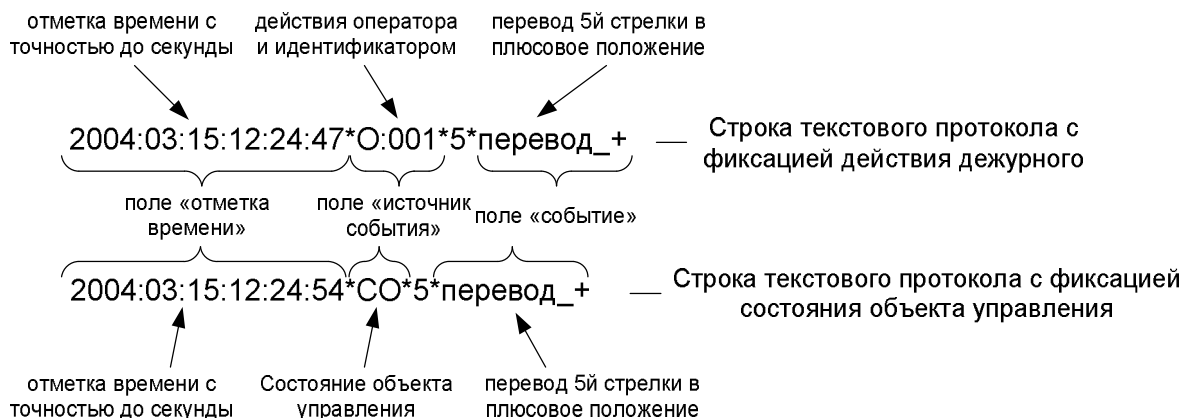 отметка времени с
точностью до секунды
действия оператора
и идентификатором
перевод 5й стрелки в
плюсовое положение
2004:03:15:12:24:47*О:001*5*перевод_+
Строка текстового протокола с
фиксацией действия дежурного
поле «отметка
времени»
поле «источник
события»
поле «событие»
2004:03:15:12:24:54*СО*5*перевод_+
Строка текстового протокола с фиксацией
состояния объекта управления
отметка времени с
точностью до секунды
Состояние объекта
управления
перевод 5й стрелки в
плюсовое положение